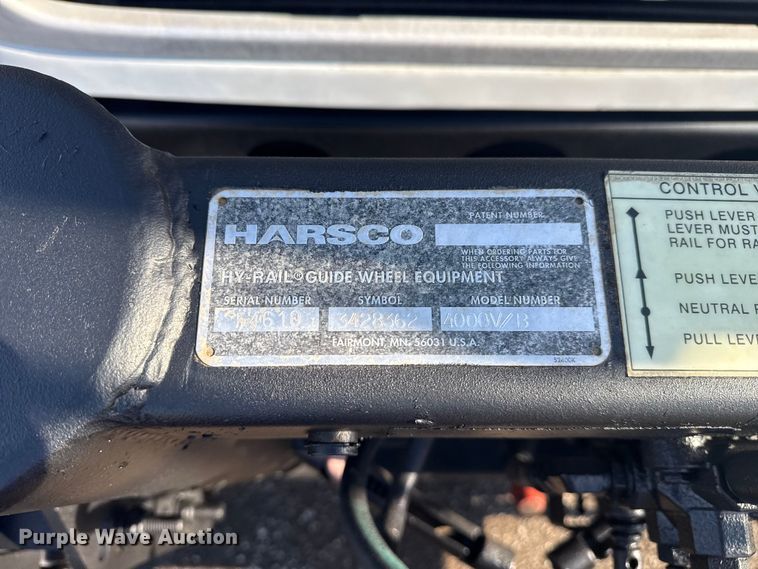 PATENT NUMBER
HARSCO
WHEN ORDERING PARTS FOR
THIS ACCESSORY ALWAYS GIVE
THE FOLLOWING INFORMATION
HY-RAIL® GUIDE WHEEL EQUIPMENT
SERIAL NUMBER SYMBOL MODEL NUMBER
3428362 4000V/B
FAIRMONT, MN. 56031 U.S.A.
CONTROL V
PUSH LEVER
LEVER MUST
RAIL FOR RA
PUSH LEVE
NEUTRAL P
PULL LEVE
Purple Wave Auction